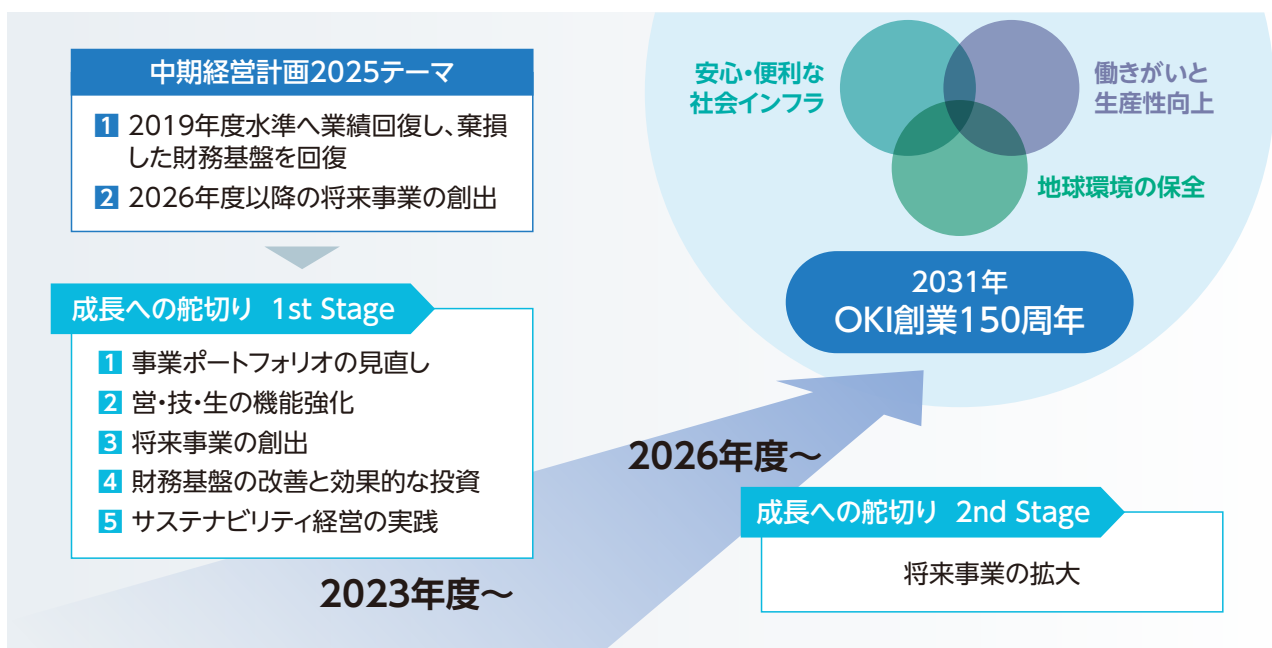 中期経営計画2025テーマ
1 2019年度水準へ業績回復し、棄損
した財務基盤を回復
2 2026年度以降の将来事業の創出
成長への舵切り 1st Stage
1 事業ポートフォリオの見直し
2 営・技・生の機能強化
3 将来事業の創出
4 財務基盤の改善と効果的な投資
5 サステナビリティ経営の実践
2023年度～
安心・便利な
社会インフラ
働きがいと
生産性向上
地球環境の保全
2031年
OKI創業150周年
2026年度～
成長への舵切り 2nd Stage
将来事業の拡大